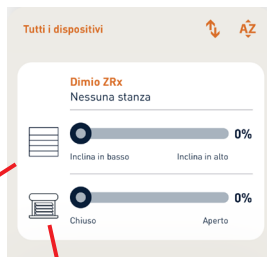 Tutti i dispositivi
AZ
Dimio ZRx
Nessuna stanza
0%
Inclina in basso Inclina in alto
0%
Chiuso Aperto